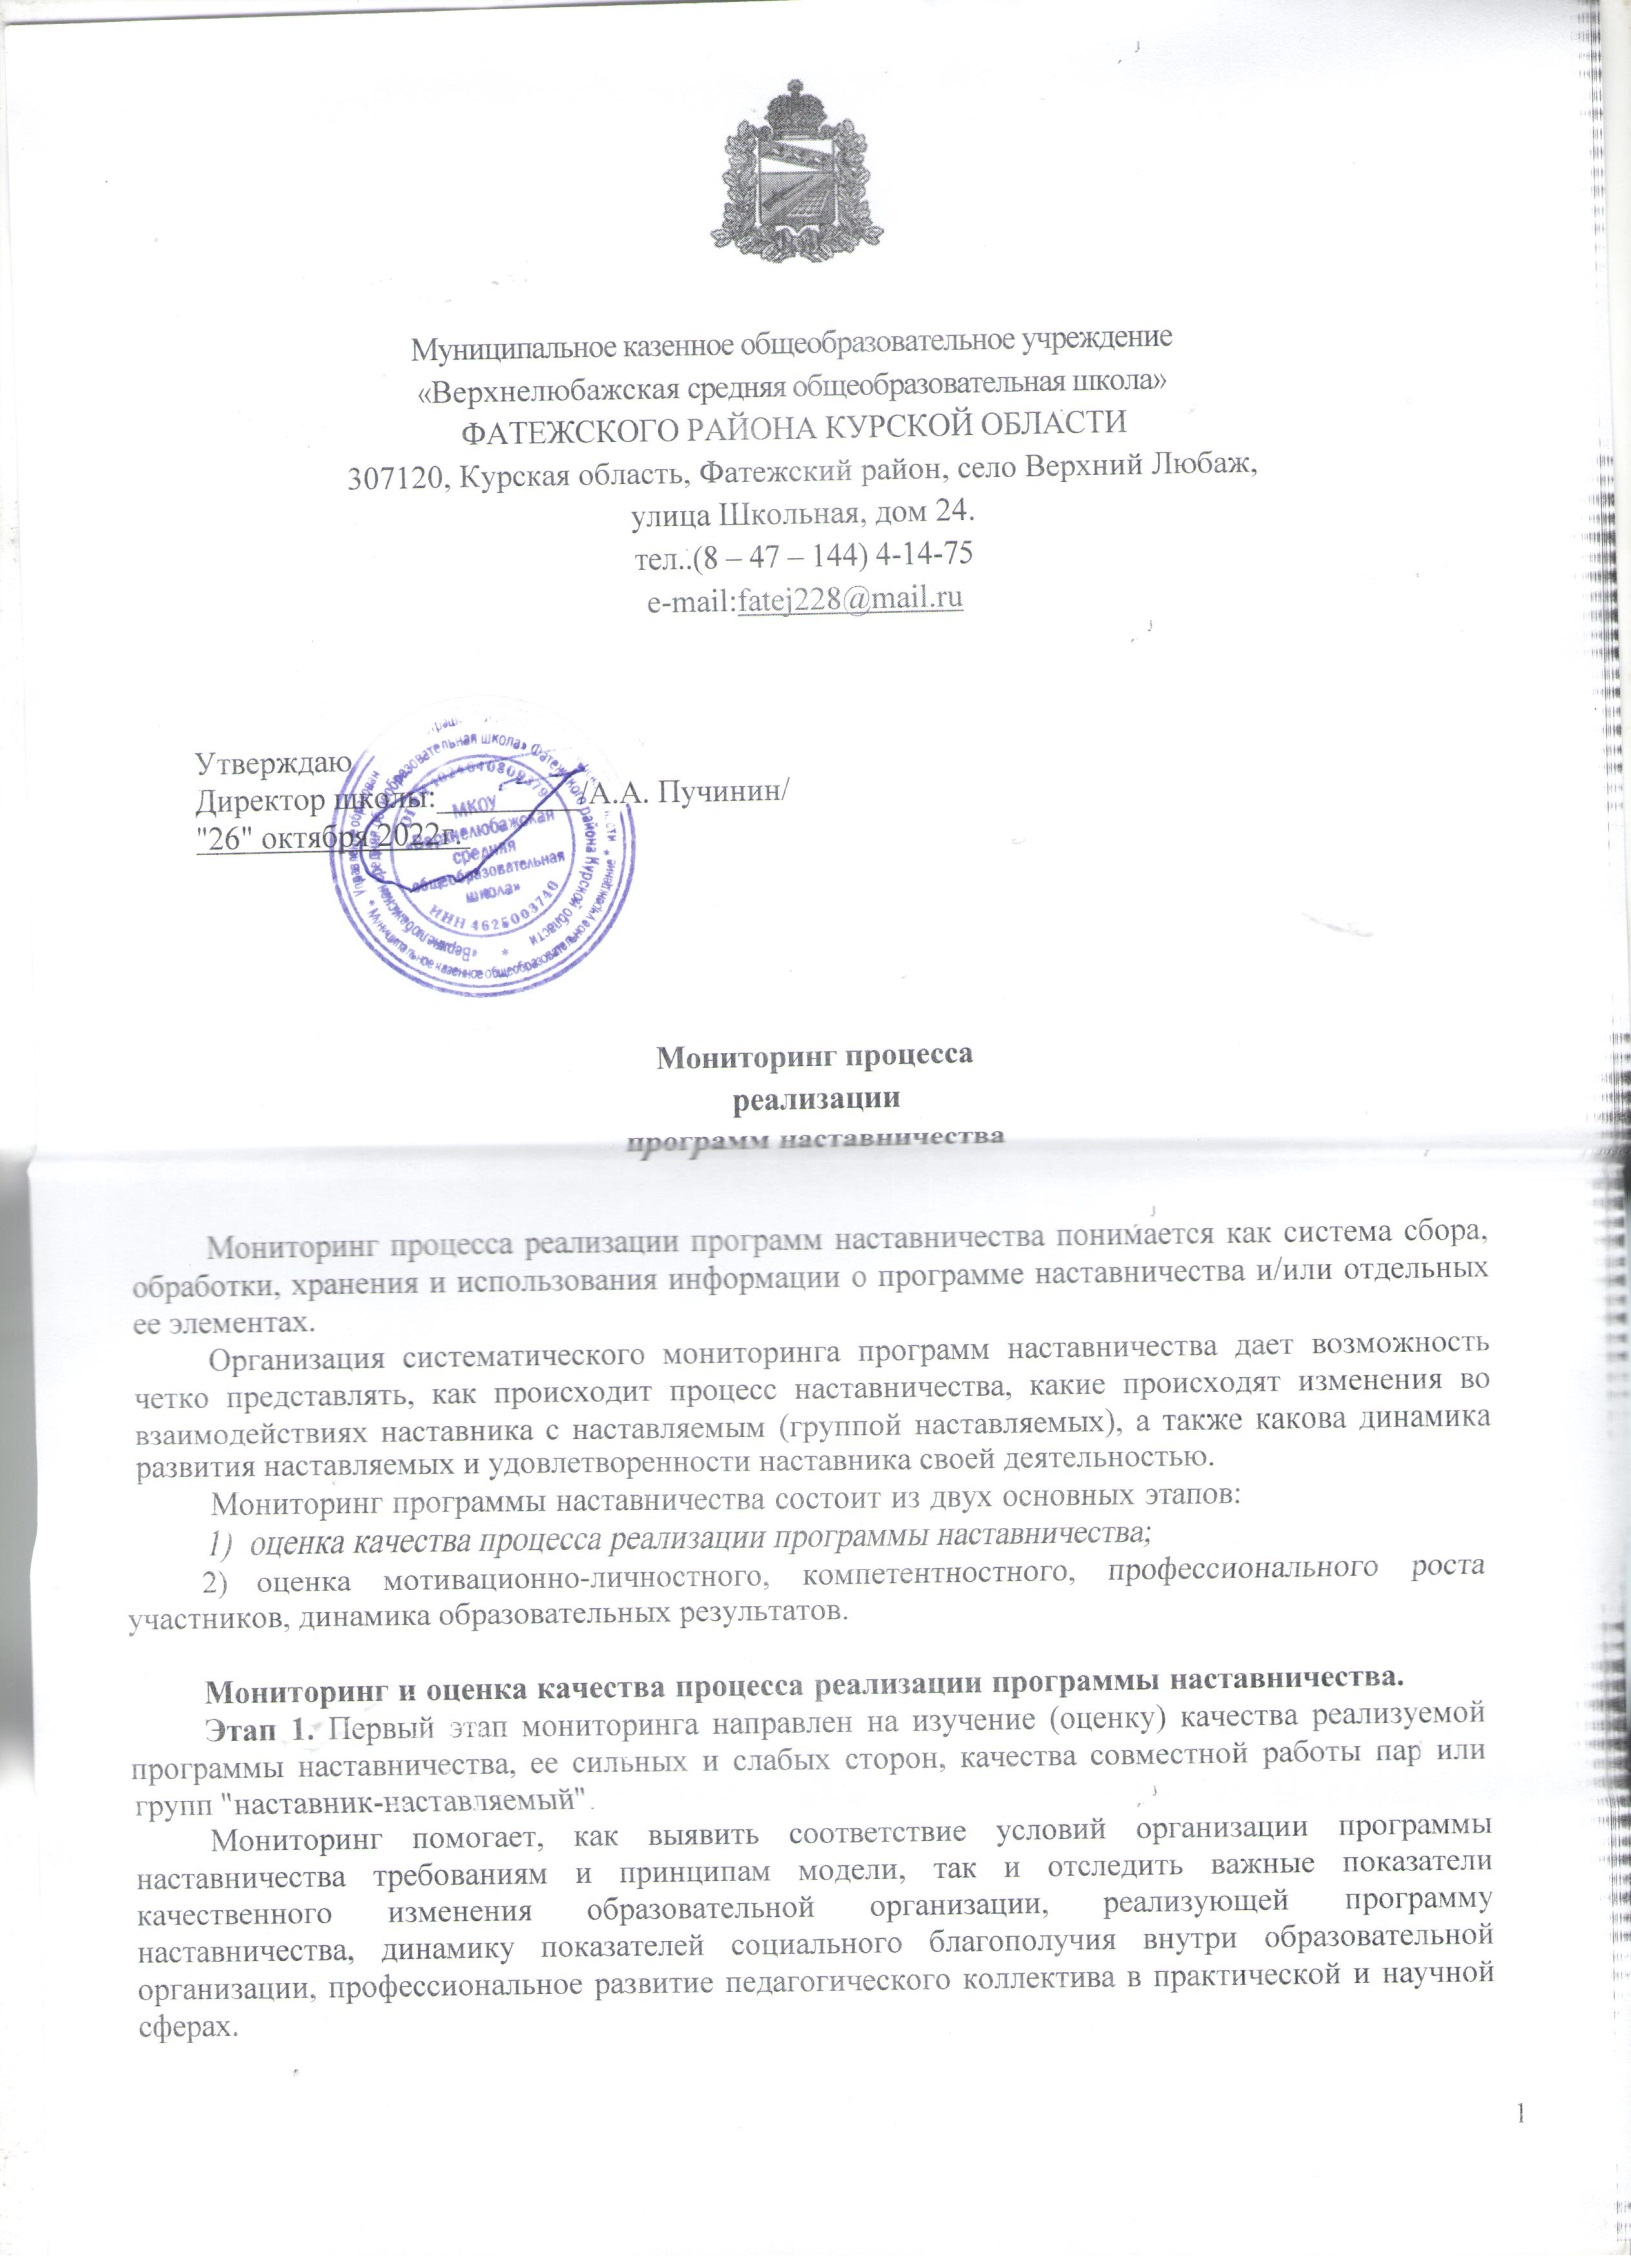 Муниципальное казенное общеобразовательное учреждение
«Верхнелюбажская средняя общеобразовательная школа»
ФАТЕЖСКОГО РАЙОНА КУРСКОЙ ОБЛАСТИ
307120, Курская область, Фатежский район, село Верхний Любаж,
улица Школьная, дом 24.
тел..(8 – 47 – 144) 4-14-75
e-mail:fatej228@mail.ru
Утверждаю
Директор школы:__________/А.А. Пучинин/
"26" октября 2022г.
МКОУ
«Верхнелюбажская
средняя
общеобразовательная
школа»
ИНН 4625003740
Мониторинг процесса
реализации
программ наставничества
Мониторинг процесса реализации программ наставничества понимается как система сбора,
обработки, хранения и использования информации о программе наставничества и/или отдельных
ее элементах.
Организация систематического мониторинга программ наставничества дает возможность
четко представлять, как происходит процесс наставничества, какие происходят изменения во
взаимодействиях наставника с наставляемым (группой наставляемых), а также какова динамика
развития наставляемых и удовлетворенности наставника своей деятельностью.
Мониторинг программы наставничества состоит из двух основных этапов:
1) оценка качества процесса реализации программы наставничества;
2) оценка мотивационно-личностного, компетентностного, профессионального роста
участников, динамика образовательных результатов.
Мониторинг и оценка качества процесса реализации программы наставничества.
Этап 1. Первый этап мониторинга направлен на изучение (оценку) качества реализуемой
программы наставничества, ее сильных и слабых сторон, качества совместной работы пар или
групп "наставник-наставляемый".
Мониторинг помогает, как выявить соответствие условий организации программы
наставничества требованиям и принципам модели, так и отследить важные показатели
качественного изменения образовательной организации, реализующей программу
наставничества, динамику показателей социального благополучия внутри образовательной
организации, профессиональное развитие педагогического коллектива в практической и научной
сферах.
1